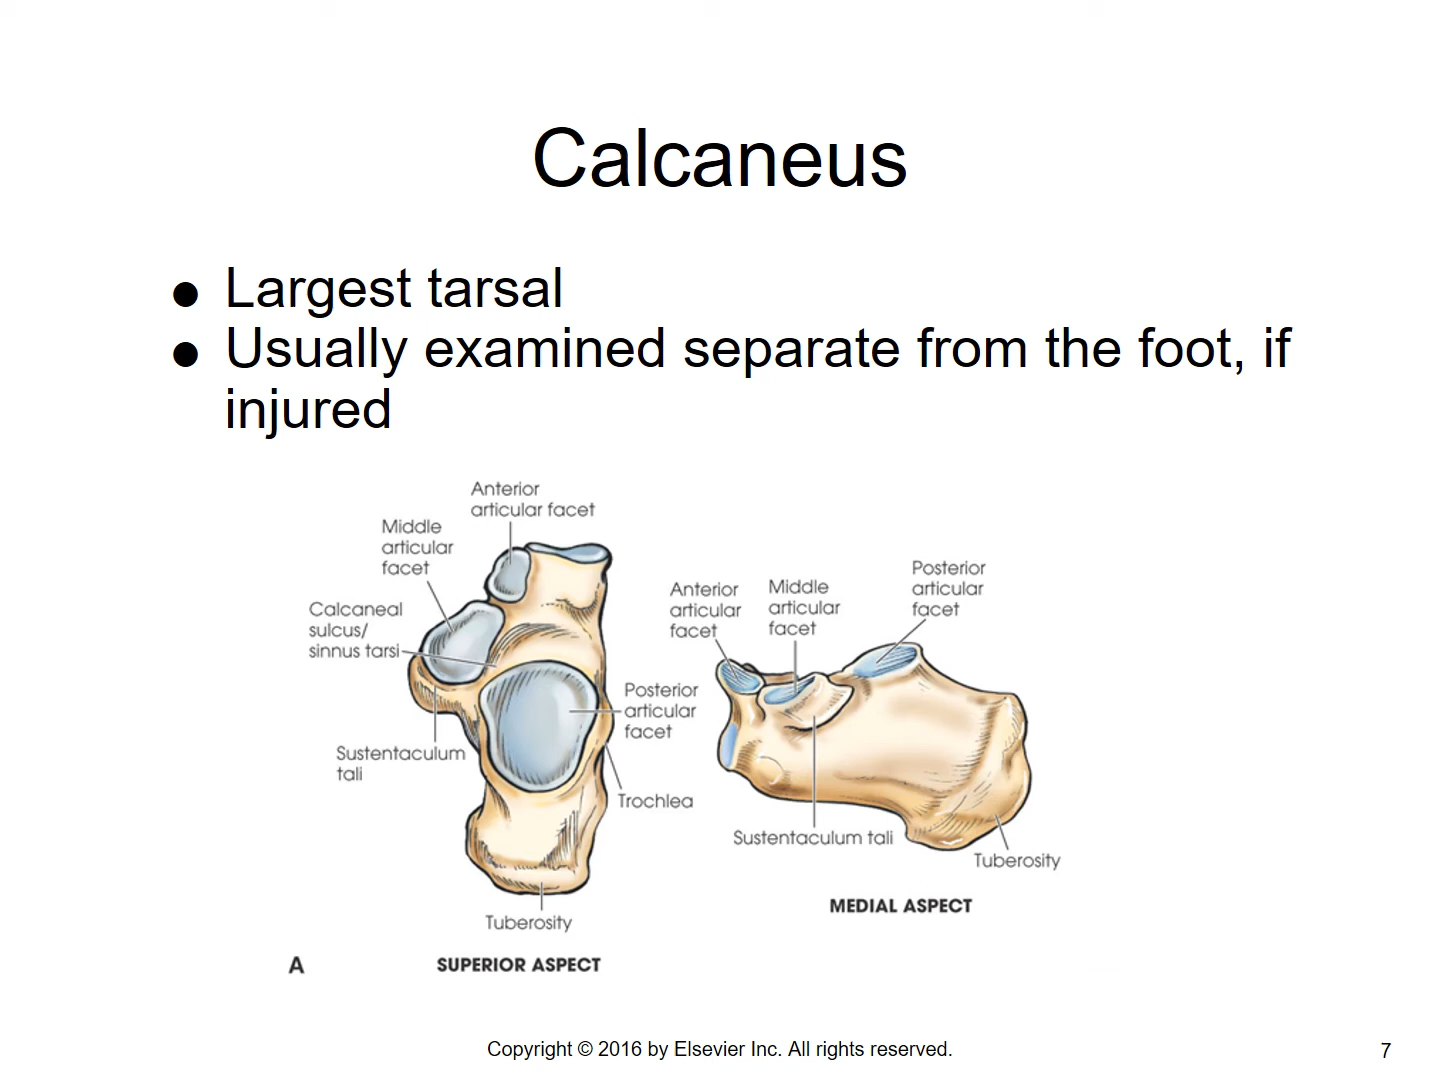 Calcaneus
● Largest tarsal
● Usually examined separate from the foot, if
injured
Anterior
articular facet
Middle
articular
facet
Calcaneal
sulcus/
sinnus tarsi
Sustentaculum
tali
Posterior
articular
facet
Trochlea
Tuberosity
A
SUPERIOR ASPECT
Anterior
articular
facet
Middle
articular
facet
Posterior
articular
facet
Sustentaculum tali
Tuberosity
MEDIAL ASPECT
Copyright © 2016 by Elsevier Inc. All rights reserved.
7